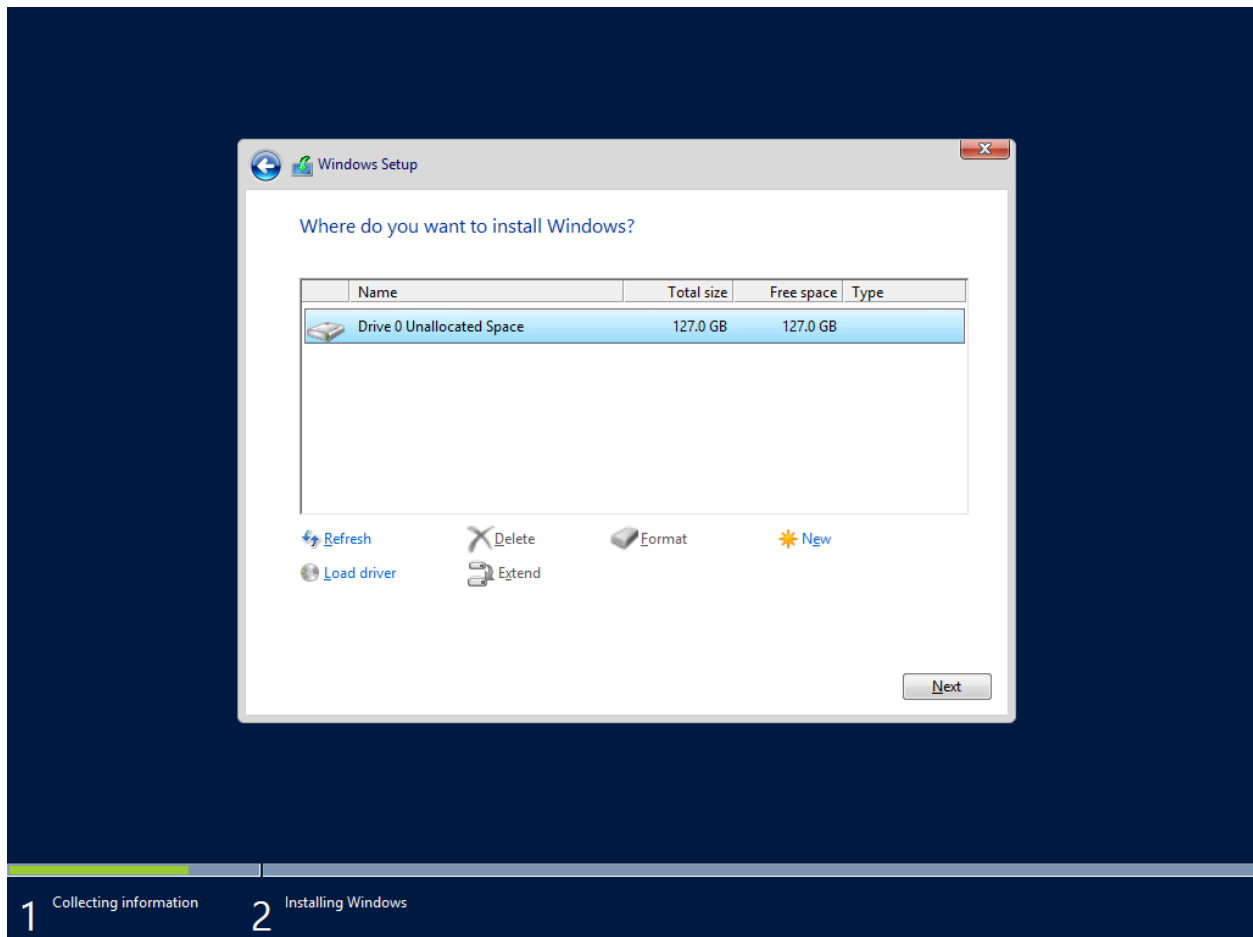 Windows Setup
Where do you want to install Windows?
Name Total size Free space Type
Drive 0 Unallocated Space 127.0 GB 127.0 GB
Refresh Delete Format New
Load driver Extend
Next
1 Collecting information 2 Installing Windows